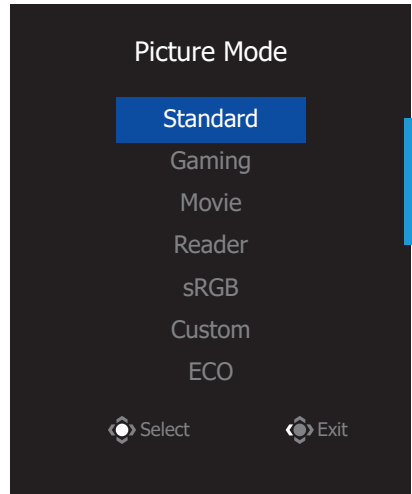 Picture Mode
Standard
Gaming
Movie
Reader
sRGB
Custom
ECO
Select Exit